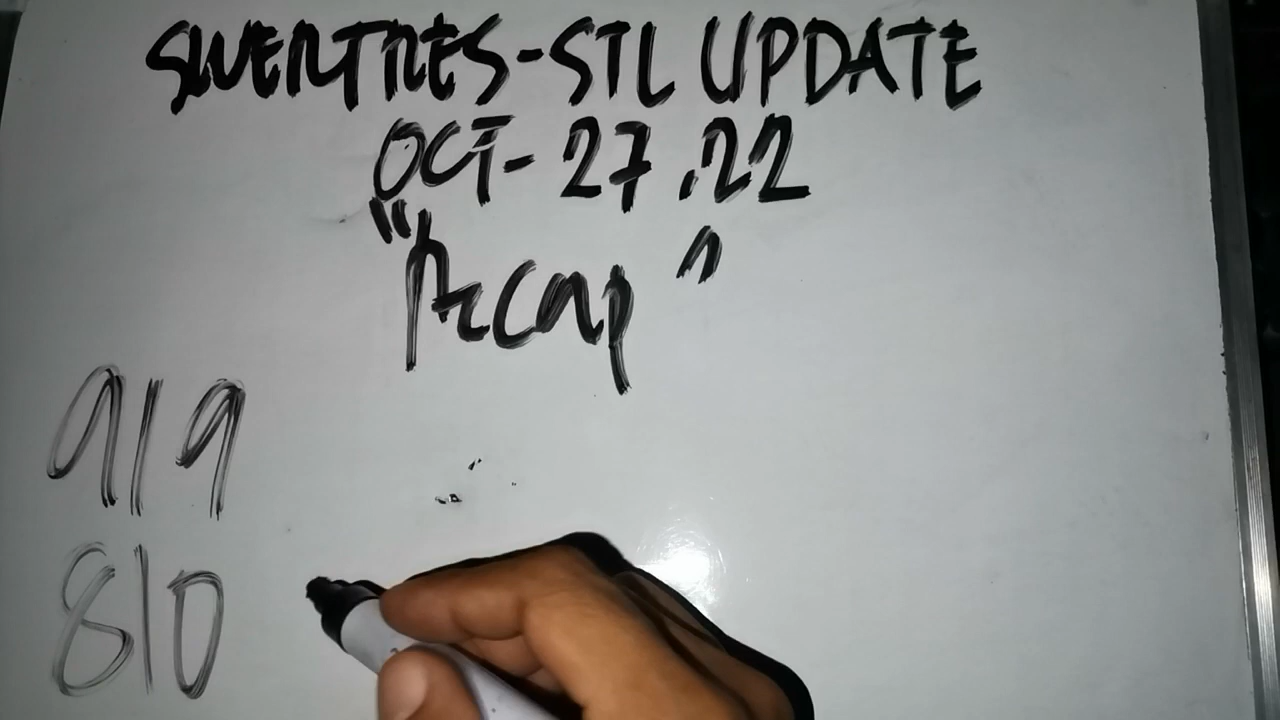 SWERTRES-STL UPDATE
OCT-27.22
"Recap"
919
810